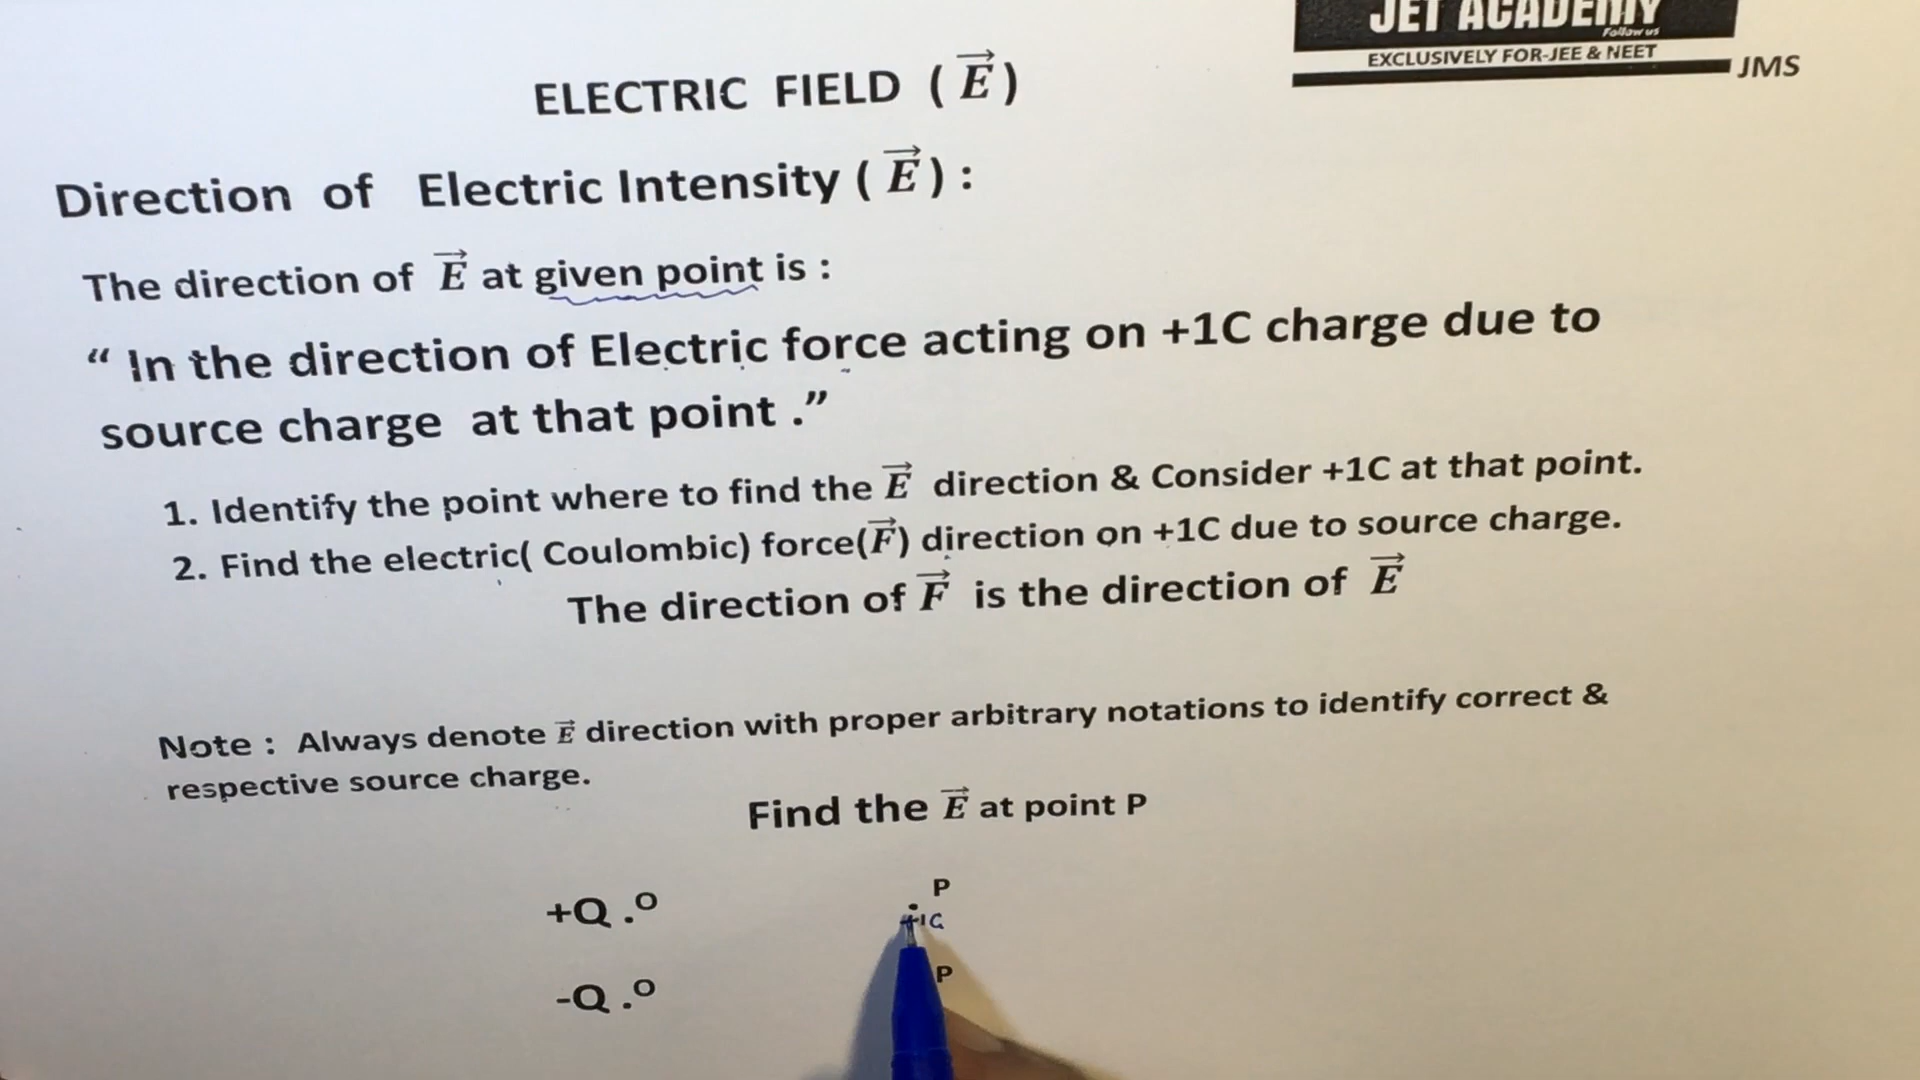 JET ACADEMY
Follow us
EXCLUSIVELY FOR-JEE & NEET
JMS
ELECTRIC FIELD ( E⃗ )
Direction of Electric Intensity ( E⃗ ) :
The direction of E⃗ at given point is :
“ In the direction of Electric force acting on +1C charge due to
source charge at that point .”
1. Identify the point where to find the E⃗ direction & Consider +1C at that point.
2. Find the electric( Coulombic) force(F⃗) direction on +1C due to source charge.
The direction of F⃗ is the direction of E⃗
Note : Always denote E⃗ direction with proper arbitrary notations to identify correct &
respective source charge.
Find the E⃗ at point P
P
+Q .O
+1C
P
-Q .O